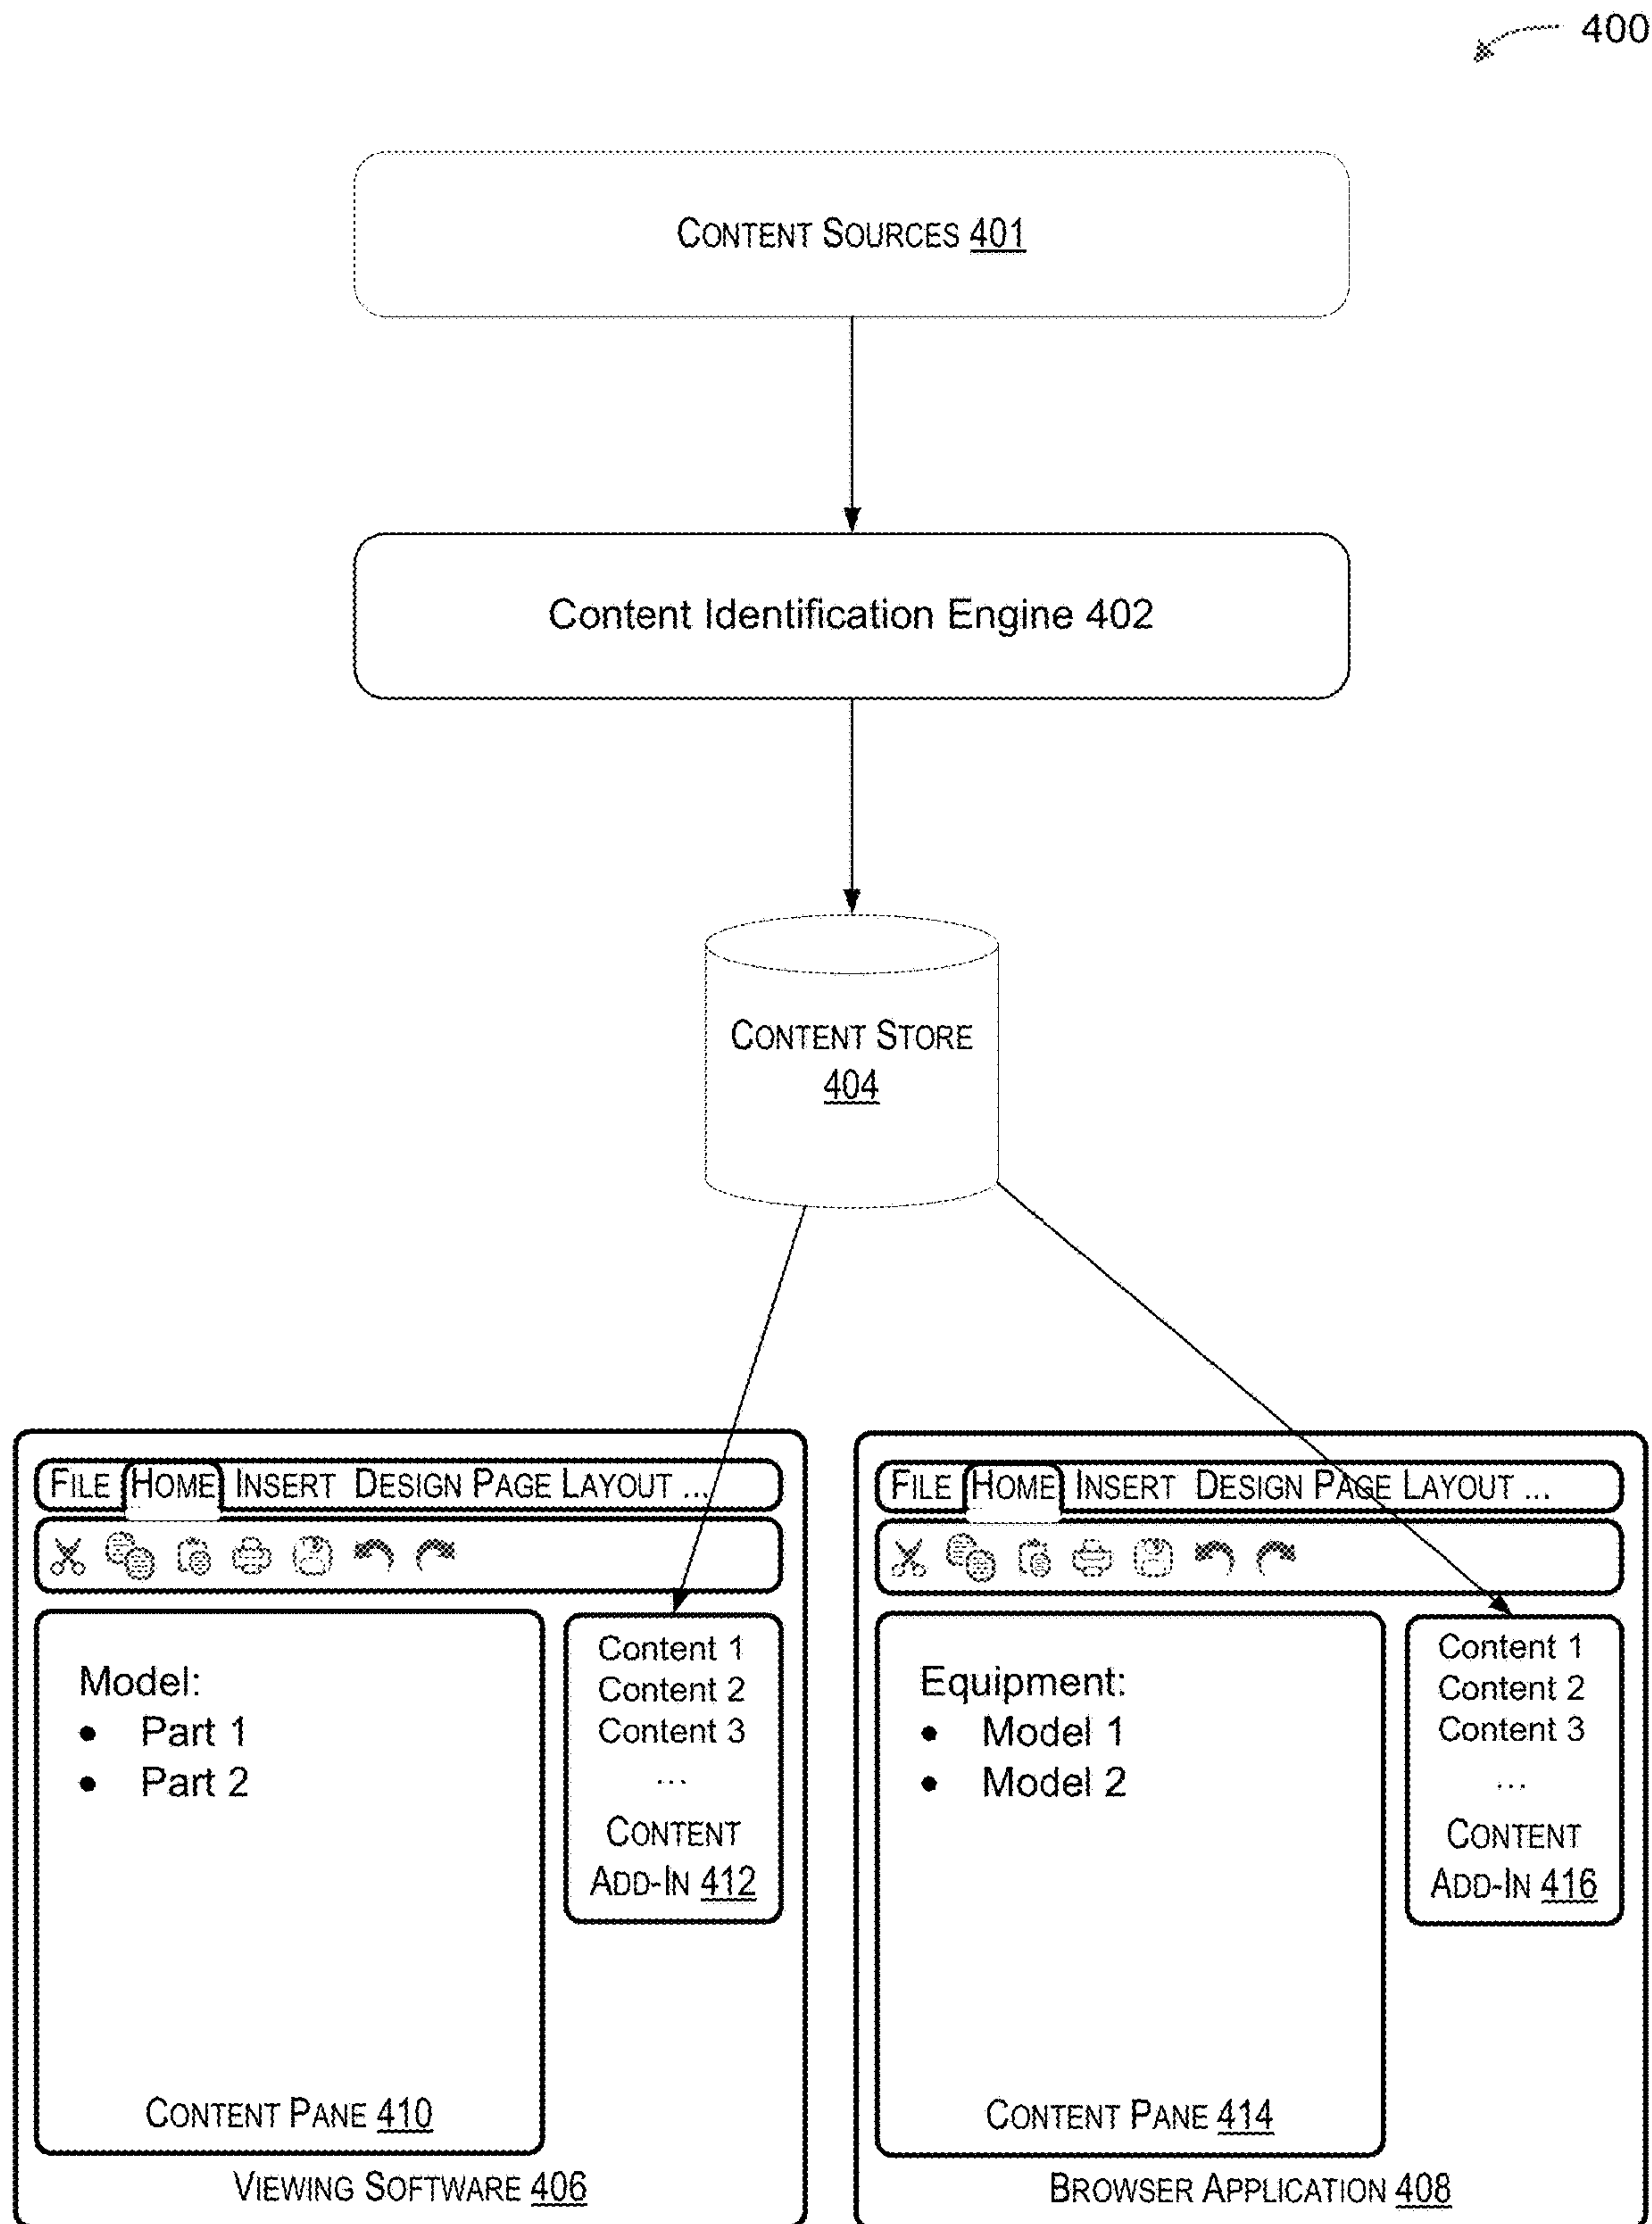 400
CONTENT SOURCES 401
Content Identification Engine 402
CONTENT STORE
404
FILE HOME INSERT DESIGN PAGE LAYOUT ...
Model:
• Part 1
• Part 2
CONTENT PANE 410
Content 1
Content 2
Content 3
...
CONTENT
ADD-IN 412
VIEWING SOFTWARE 406
FILE HOME INSERT DESIGN PAGE LAYOUT ...
Equipment:
• Model 1
• Model 2
CONTENT PANE 414
Content 1
Content 2
Content 3
...
CONTENT
ADD-IN 416
BROWSER APPLICATION 408